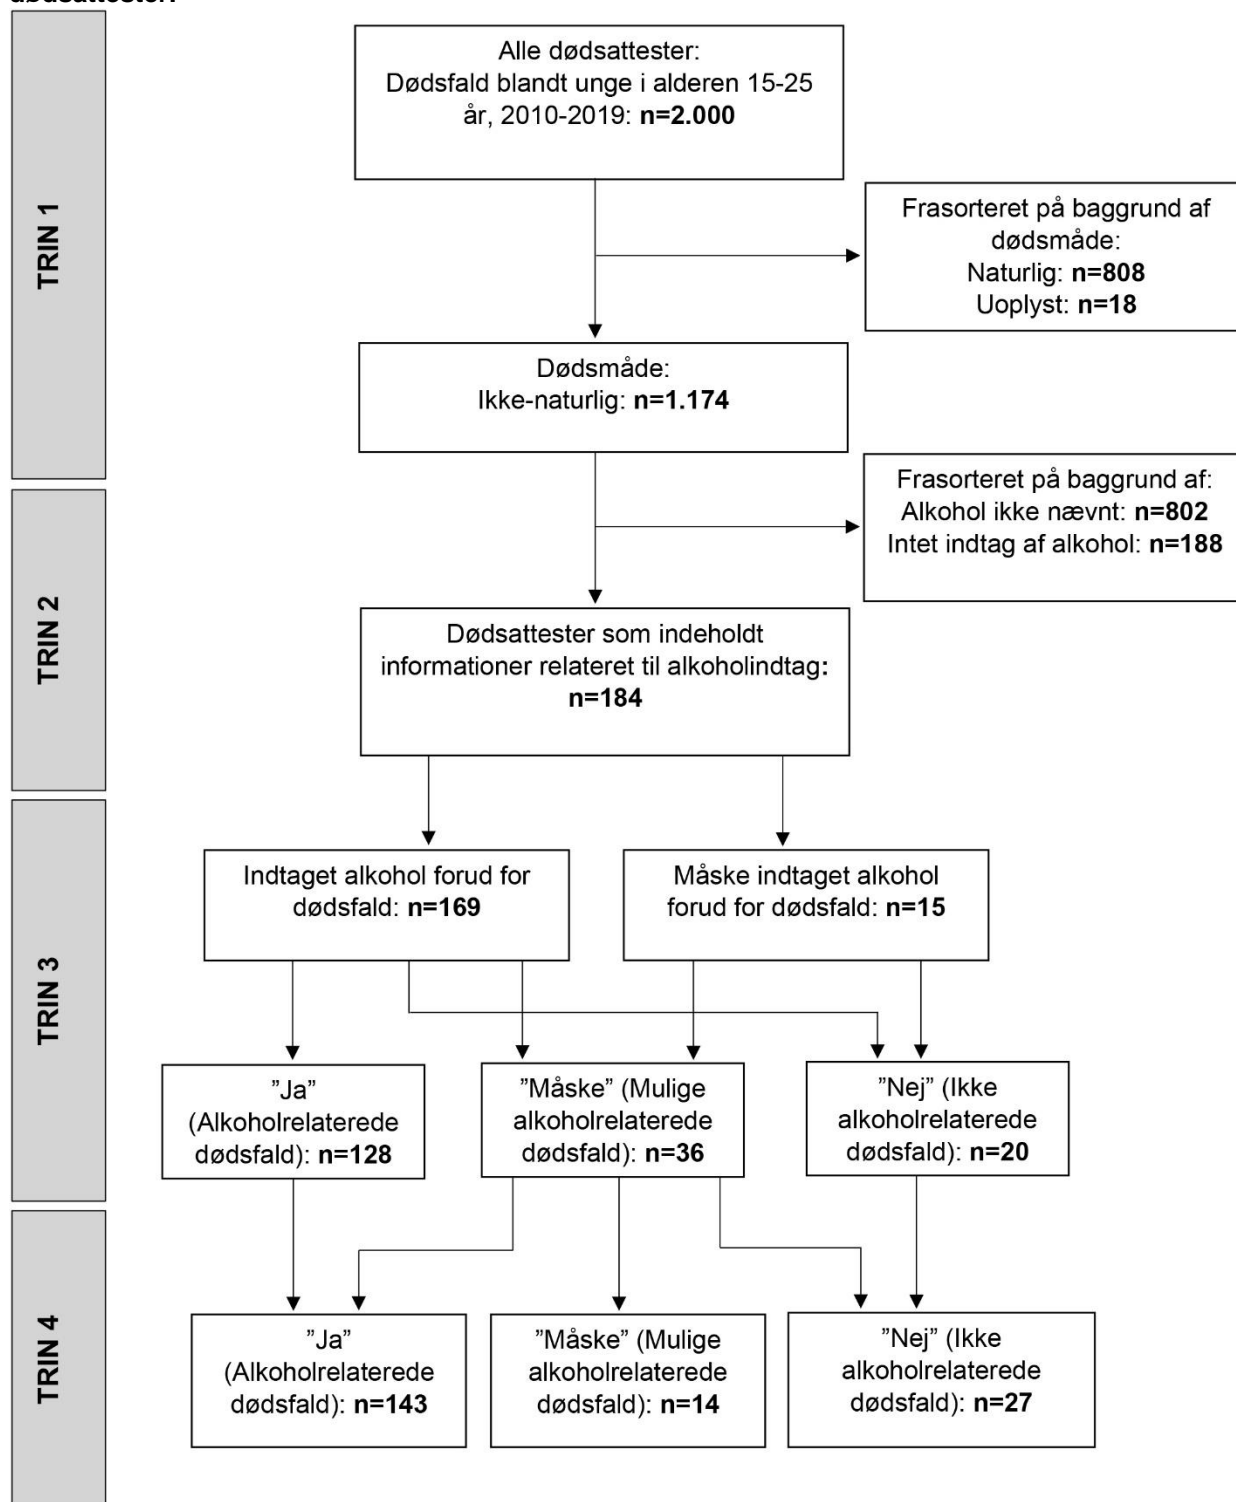 dødsattester.
TRIN 1
Alle dødsattester:
Dødsfald blandt unge i alderen 15-25
år, 2010-2019: n=2.000
Frasorteret på baggrund af
dødsmåde:
Naturlig: n=808
Uoplyst: n=18
Dødsmåde:
Ikke-naturlig: n=1.174
TRIN 2
Frasorteret på baggrund af:
Alkohol ikke nævnt: n=802
Intet indtag af alkohol: n=188
Dødsattester som indeholdt
informationer relateret til alkoholindtag:
n=184
TRIN 3
Indtaget alkohol forud for
dødsfald: n=169
Måske indtaget alkohol
forud for dødsfald: n=15
”Ja”
(Alkoholrelaterede
dødsfald): n=128
”Måske” (Mulige
alkoholrelaterede
dødsfald): n=36
”Nej” (Ikke
alkoholrelaterede
dødsfald): n=20
TRIN 4
”Ja”
(Alkoholrelaterede
dødsfald): n=143
”Måske” (Mulige
alkoholrelaterede
dødsfald): n=14
”Nej” (Ikke
alkoholrelaterede
dødsfald): n=27